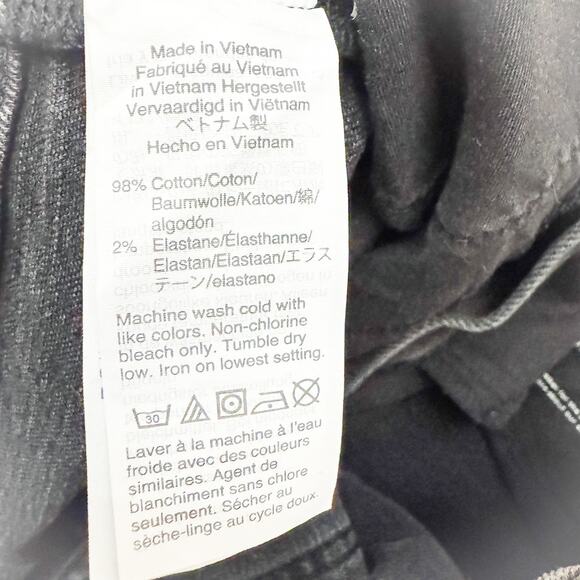 Made in Vietnam
Fabriqué au Vietnam
in Vietnam Hergestellt
Vervaardigd in Viëtnam
ベトナム製
Hecho en Vietnam
98% Cotton/Coton/
Baumwolle/Katoen/綿/
algodón
2% Elastane/Élasthanne/
Elastan/Elastaan/エラス
テーン/elastano
Machine wash cold with
like colors. Non-chlorine
bleach only. Tumble dry
low. Iron on lowest setting.
30
Laver à la machine à l'eau
froide avec des couleurs
similaires. Agent de
blanchiment sans chlore
seulement. Sécher au
sèche-linge au cycle doux.